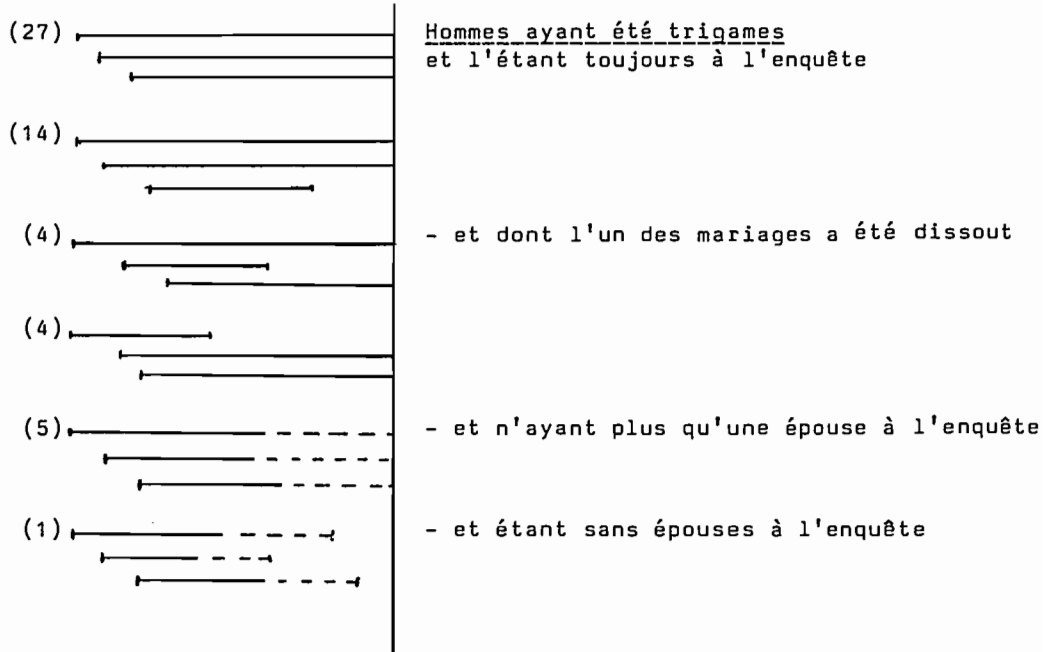 (27) Hommes ayant été trigames
et l'étant toujours à l'enquête
(14)
(4) - et dont l'un des mariages a été dissout
(4)
(5) - et n'ayant plus qu'une épouse à l'enquête
(1) - et étant sans épouses à l'enquête